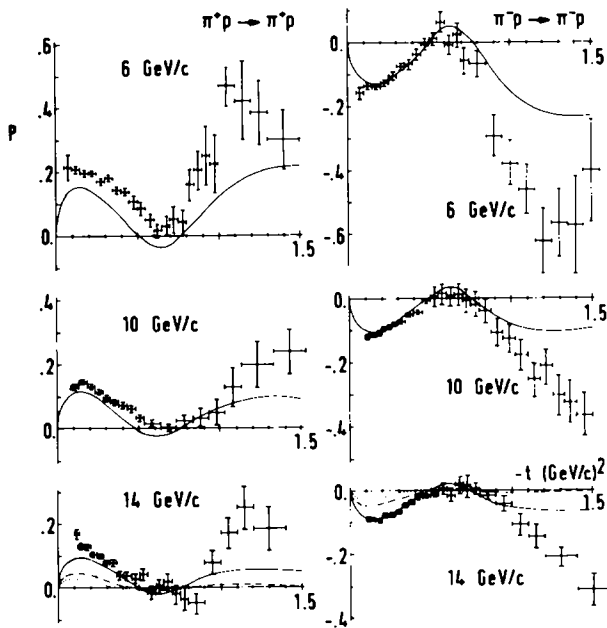 π⁺p → π⁺p
.6
6 GeV/c
P
.4
.2
0.
1.5
π⁻p → π⁻p
0.
1.5
-.2
-.4
6 GeV/c
-.6
10 GeV/c
.2
0.
1.5
0.
1.5
-.2
10 GeV/c
-.4
14 GeV/c
.4
.2
0.
1.5
-t (GeV/c)²
0.
1.5
-.2
14 GeV/c
-.4